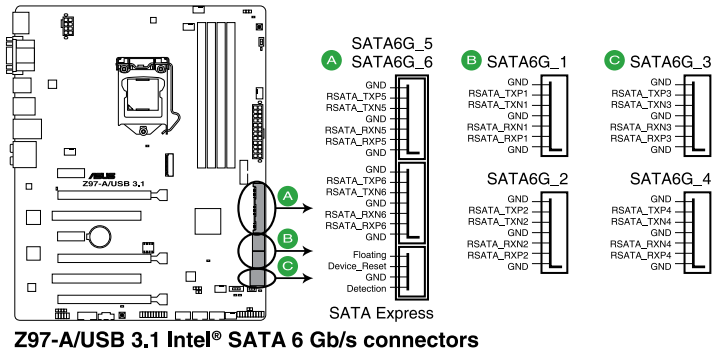 SATA6G_5
A SATA6G_6
GND
RSATA_TXP5
RSATA_TXN5
GND
RSATA_RXN5
RSATA_RXP5
GND
GND
RSATA_TXP6
RSATA_TXN6
GND
RSATA_RXN6
RSATA_RXP6
GND
Floating
Device_Reset
GND
Detection
SATA Express
B SATA6G_1
GND
RSATA_TXP1
RSATA_TXN1
GND
RSATA_RXN1
RSATA_RXP1
GND
SATA6G_2
GND
RSATA_TXP2
RSATA_TXN2
GND
RSATA_RXN2
RSATA_RXP2
GND
C SATA6G_3
GND
RSATA_TXP3
RSATA_TXN3
GND
RSATA_RXN3
RSATA_RXP3
GND
SATA6G_4
GND
RSATA_TXP4
RSATA_TXN4
GND
RSATA_RXN4
RSATA_RXP4
GND
ASUS
Z97-A/USB 3.1
A
B
C
Z97-A/USB 3.1 Intel® SATA 6 Gb/s connectors